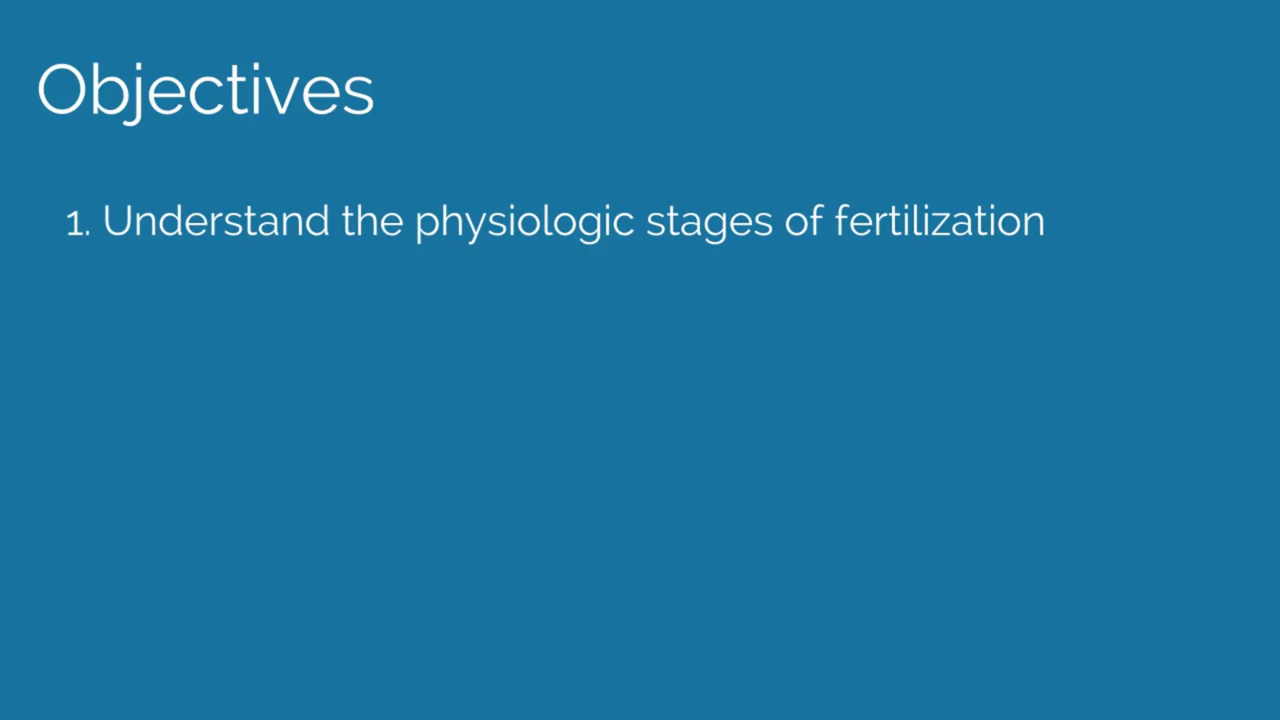 Objectives
1. Understand the physiologic stages of fertilization